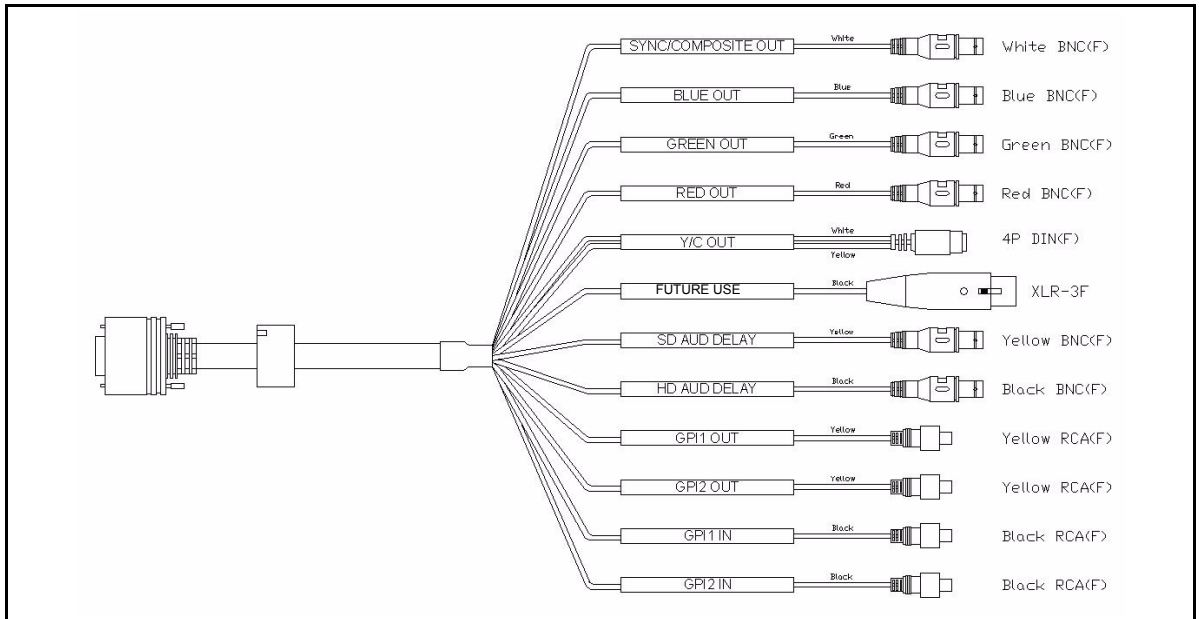 SYNC/COMPOSITE OUT White White BNC(F)
BLUE OUT Blue Blue BNC(F)
GREEN OUT Green Green BNC(F)
RED OUT Red Red BNC(F)
Y/C OUT White Yellow 4P DIN(F)
FUTURE USE Black XLR-3F
SD AUD DELAY Yellow Yellow BNC(F)
HD AUD DELAY Black Black BNC(F)
GPI1 OUT Yellow Yellow RCA(F)
GPI2 OUT Yellow Yellow RCA(F)
GPI1 IN Black Black RCA(F)
GPI2 IN Black Black RCA(F)